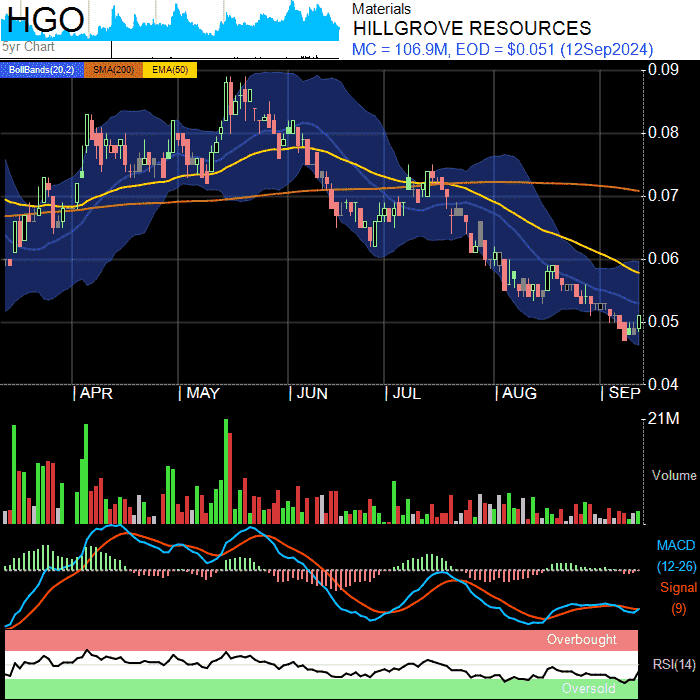 HGO
5yr Chart
Materials
HILLGROVE RESOURCES
MC = 106.9M, EOD = $0.051 (12Sep2024)
BollBands(20,2) SMA(200) EMA(50)
0.09
0.08
0.07
0.06
0.05
0.04
APR MAY JUN JUL AUG SEP
21M
Volume
MACD
(12-26)
Signal
(9)
Overbought
RSI(14)
Oversold